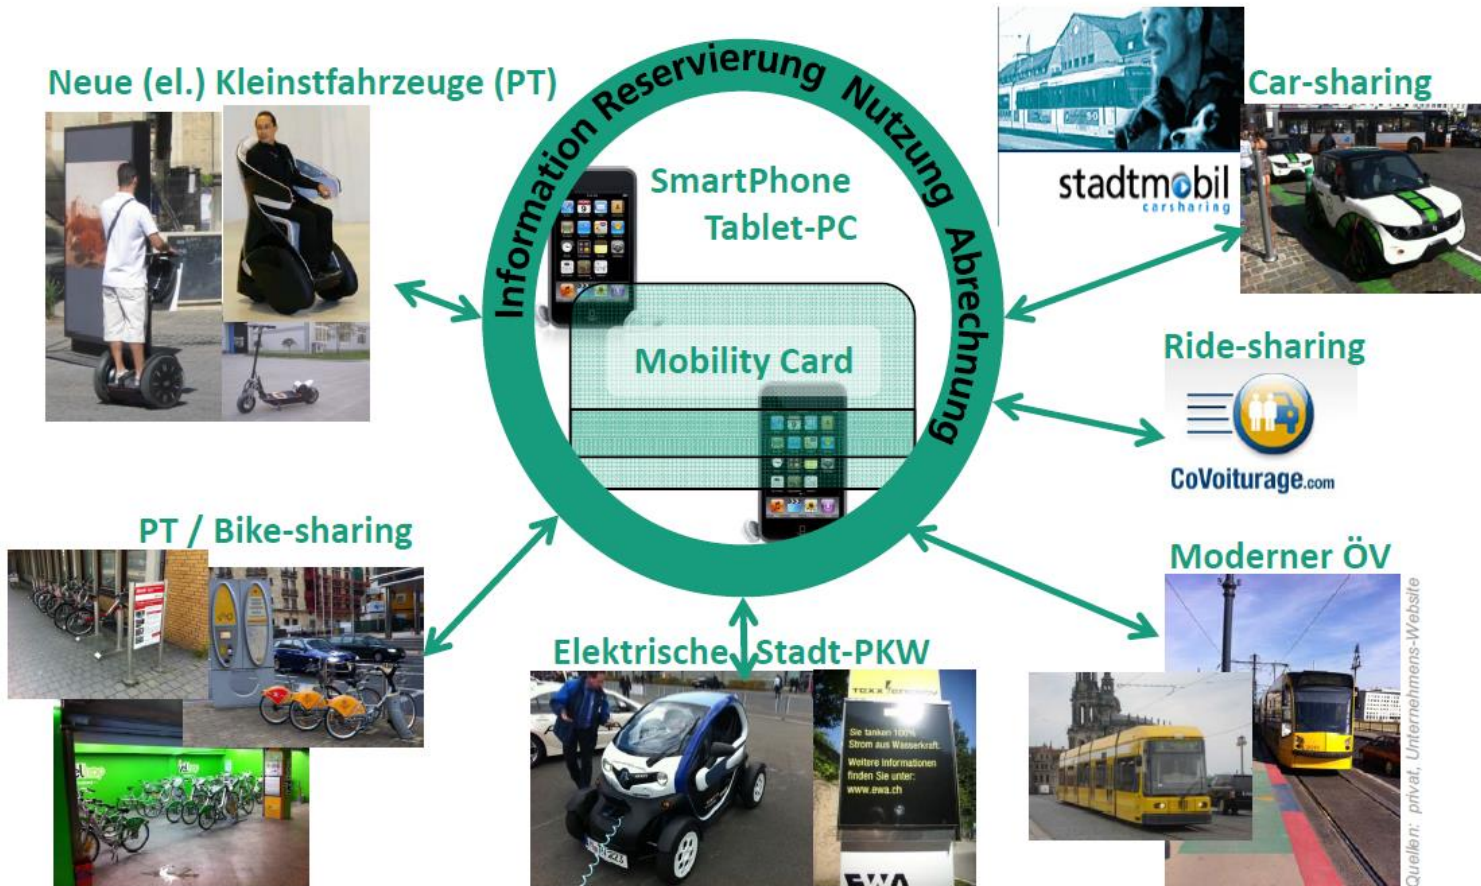 Neue (el.) Kleinstfahrzeuge (PT)
Information Reservierung Nutzung Abrechnung
SmartPhone
Tablet-PC
Mobility Card
stadtmobil
carsharing
Car-sharing
Ride-sharing
CoVoiturage.com
PT / Bike-sharing
Elektrische Stadt-PKW
Sie tanken 100%
Strom aus Wasserkraft.
Weitere Informationen
finden Sie unter:
www.ewa.ch
EWA
Moderner ÖV
Quellen: privat, Unternehmens-Website